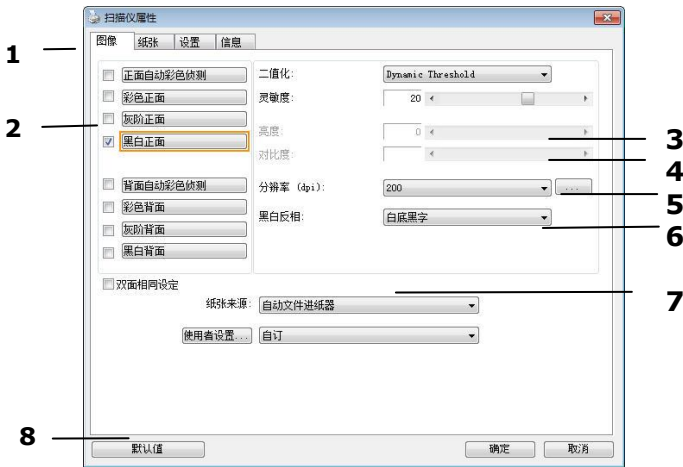 扫描仪属性
图像 纸张 设置 信息
1
正面自动彩色侦测
彩色正面
灰阶正面
黑白正面
2
背面自动彩色侦测
彩色背面
灰阶背面
黑白背面
二值化: Dynamic Threshold
灵敏度: 20
亮度: 0
3
对比度:
4
分辨率 (dpi): 200 ...
5
黑白反相: 白底黑字
6
双面相同设定
7
纸张来源: 自动文件进纸器
使用者设置... 自订
8
默认值 确定 取消